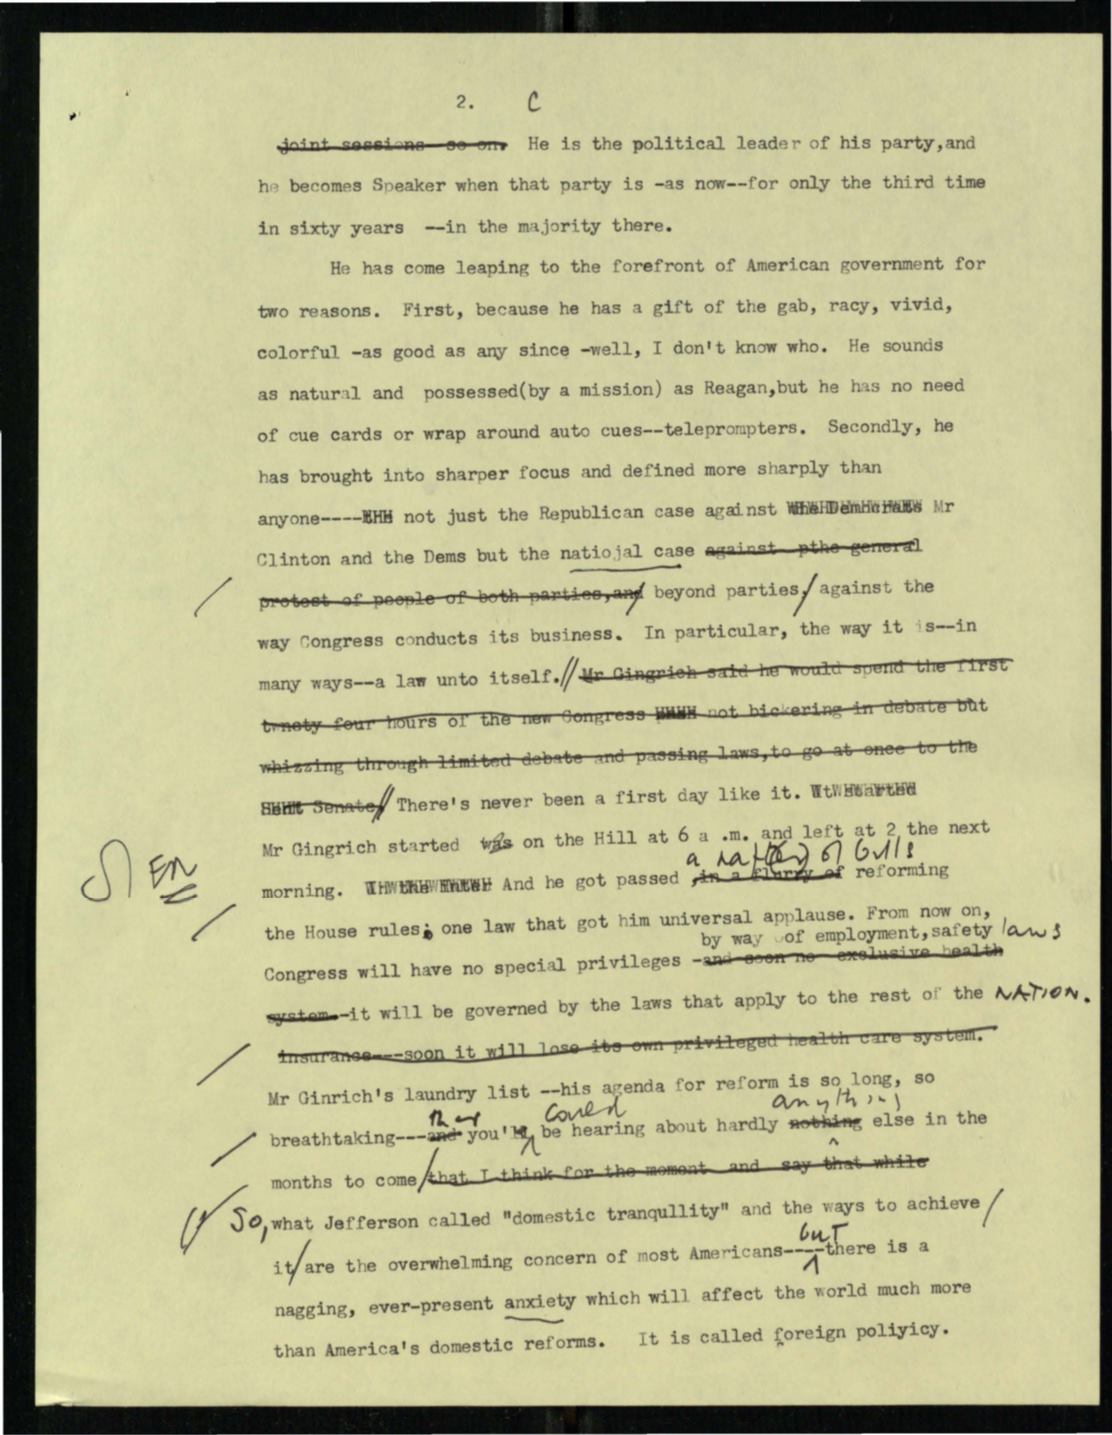 2. C
joint sessions so on. He is the political leader of his party,and
he becomes Speaker when that party is -as now--for only the third time
in sixty years --in the majority there.
He has come leaping to the forefront of American government for
two reasons. First, because he has a gift of the gab, racy, vivid,
colorful -as good as any since -well, I don't know who. He sounds
as natural and possessed(by a mission) as Reagan,but he has no need
of cue cards or wrap around auto cues--teleprompters. Secondly, he
has brought into sharper focus and defined more sharply than
anyone---- not just the Republican case against the Democrats Mr
Clinton and the Dems but the natiojal case against pthe general
protest of people of both parties,and beyond parties, against the
way Congress conducts its business. In particular, the way it is--in
many ways--a law unto itself.// Mr Gingrich said he would spend the first
twnety four hours of the new Congress not bickering in debate but
whizzing through limited debate and passing laws,to go at once to the
Senate// There's never been a first day like it. It started
Mr Gingrich started was on the Hill at 6 a .m. and left at 2 the next
a of bills
morning. And he got passed ,in a flurry of reforming
the House rules; one law that got him universal applause. From now on,
by way of employment,safety laws
Congress will have no special privileges -and soon no exclusive health
system.-it will be governed by the laws that apply to the rest of the NATION.
insurance---soon it will lose its own privileged health care system.
Mr Ginrich's laundry list --his agenda for reform is so long, so
that could anything
breathtaking---and you'll be hearing about hardly nothing else in the
months to come/that I think for the moment and say that while
So, what Jefferson called "domestic tranqullity" and the ways to achieve/
but
it/are the overwhelming concern of most Americans----there is a
nagging, ever-present anxiety which will affect the world much more
than America's domestic reforms. It is called foreign poliyicy.